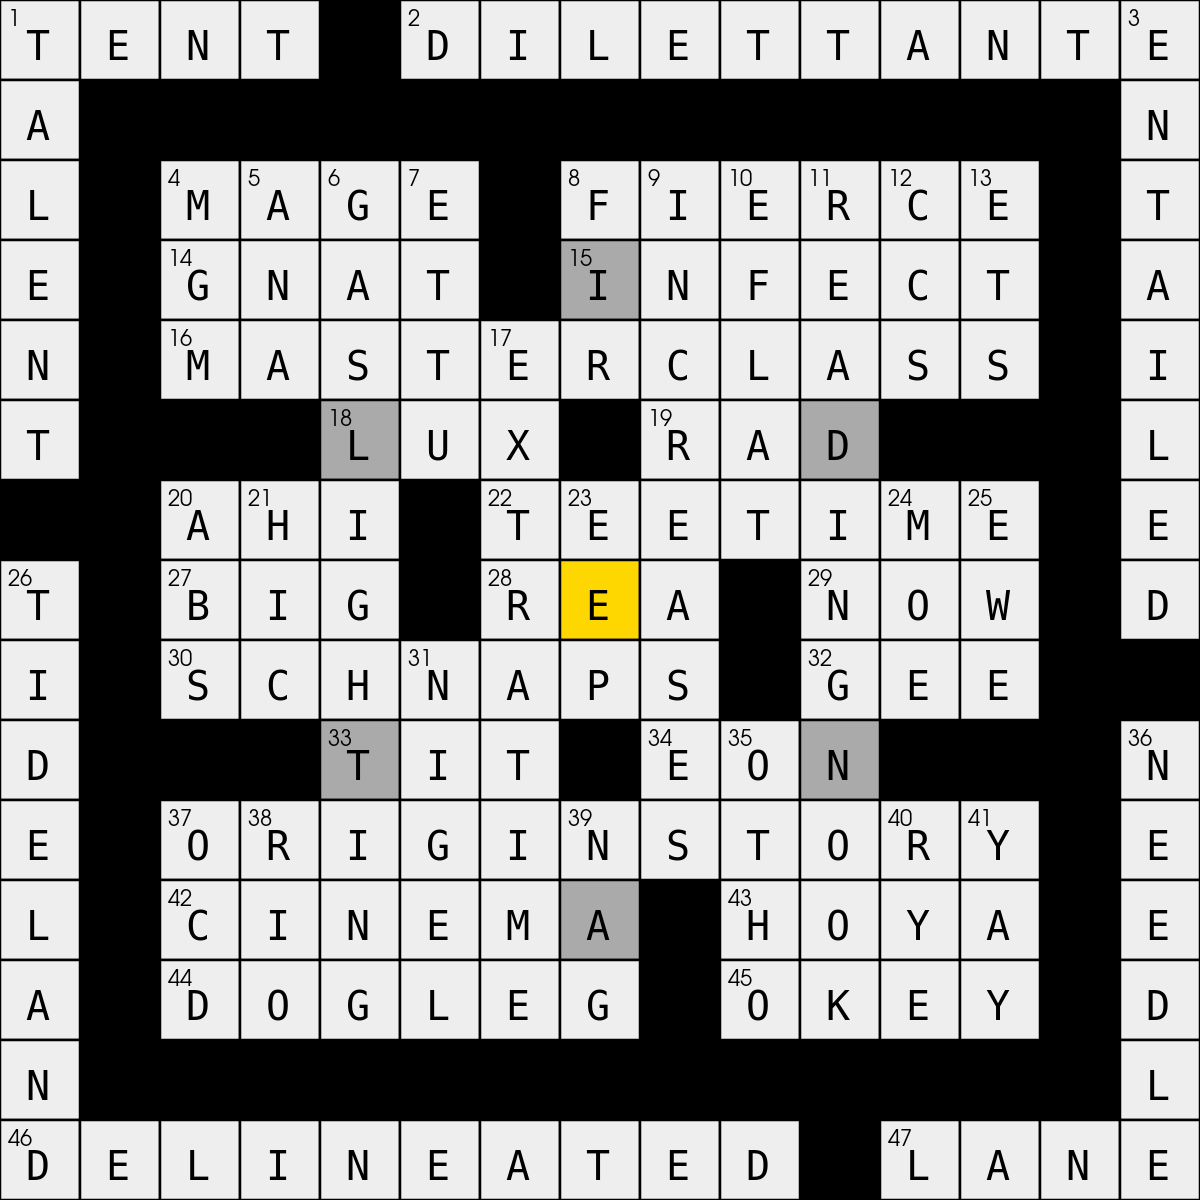 1 T E N T 2 D I L E T T A N T 3 E
A N
L 4 M 5 A 6 G 7 E 8 F 9 I 10 E 11 R 12 C 13 E T
E 14 G N A T 15 I N F E C T A
N 16 M A S T 17 E R C L A S S I
T 18 L U X 19 R A D L
20 A 21 H I 22 T 23 E E T I 24 M 25 E E
26 T 27 B I G 28 R E A 29 N O W D
I 30 S C H 31 N A P S 32 G E E
D 33 T I T 34 E 35 O N 36 N
E 37 O 38 R I G I 39 N S T O 40 R 41 Y E
L 42 C I N E M A 43 H O Y A E
A 44 D O G L E G 45 O K E Y D
N L
46 D E L I N E A T E D 47 L A N E